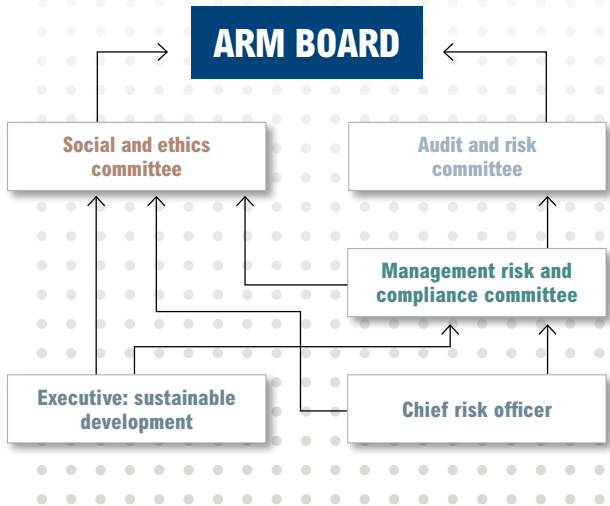 ARM BOARD
Social and ethics
committee
Audit and risk
committee
Management risk and
compliance committee
Executive: sustainable
development
Chief risk officer